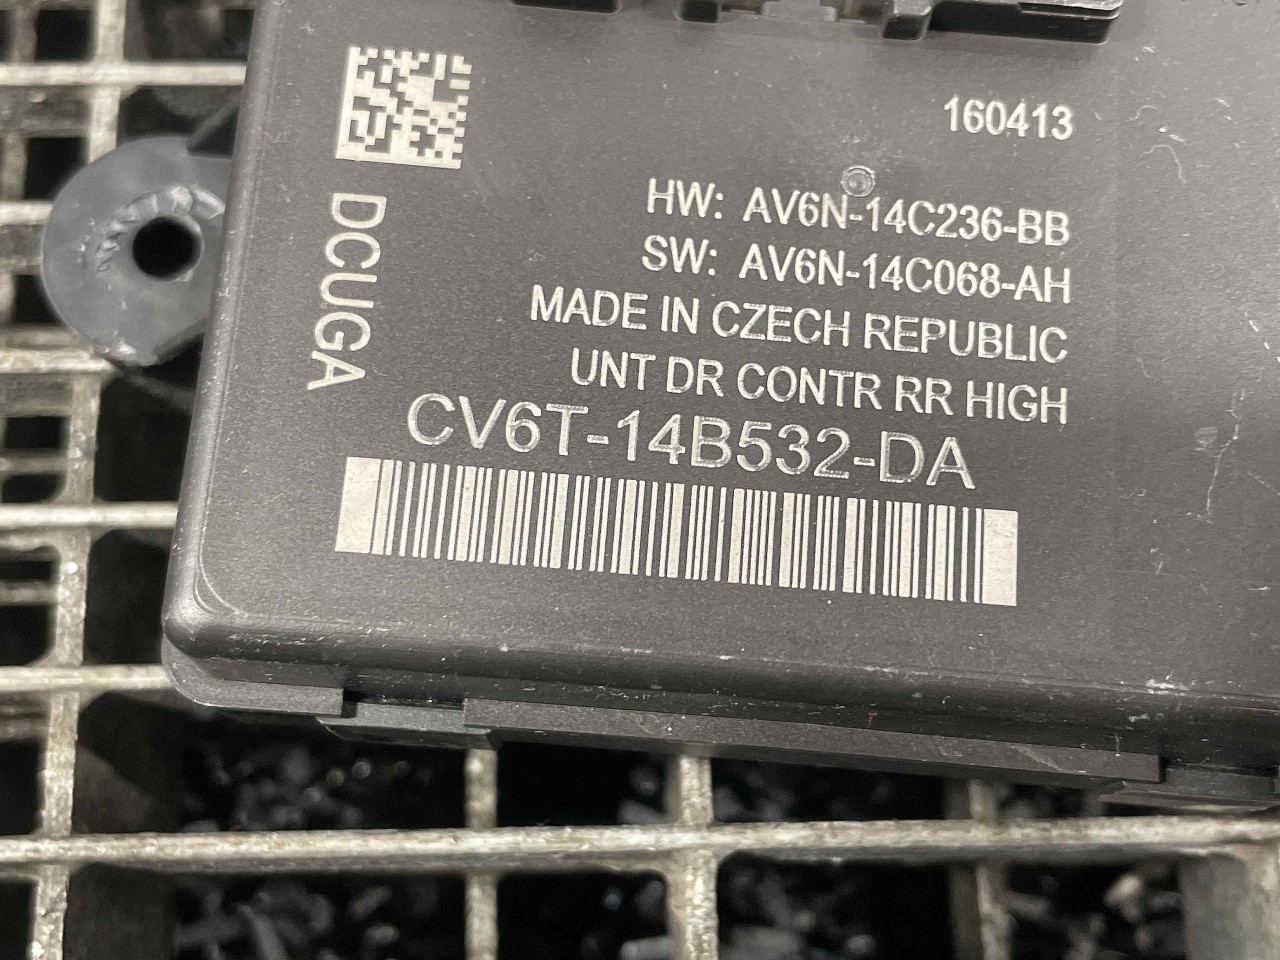 160413
HW: AV6N-14C236-BB
SW: AV6N-14C068-AH
MADE IN CZECH REPUBLIC
UNT DR CONTR RR HIGH
CV6T-14B532-DA
DCUGA